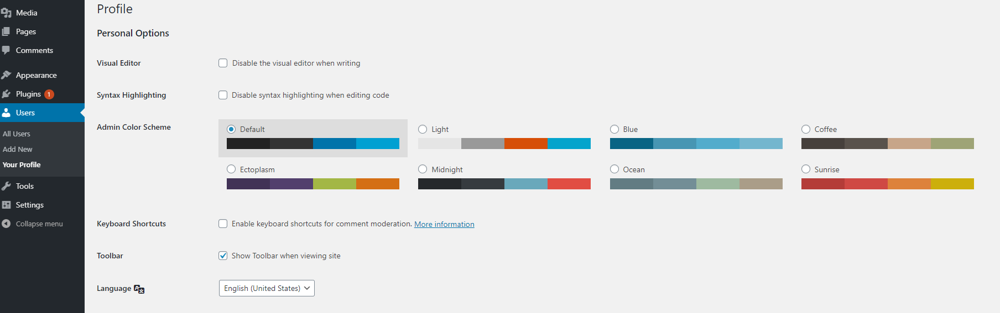 Media
Pages
Comments
Appearance
Plugins 1
Users
All Users
Add New
Your Profile
Tools
Settings
Collapse menu
Profile
Personal Options
Visual Editor
Disable the visual editor when writing
Syntax Highlighting
Disable syntax highlighting when editing code
Admin Color Scheme
Default
Light
Blue
Coffee
Ectoplasm
Midnight
Ocean
Sunrise
Keyboard Shortcuts
Enable keyboard shortcuts for comment moderation. More information
Toolbar
Show Toolbar when viewing site
Language
English (United States)